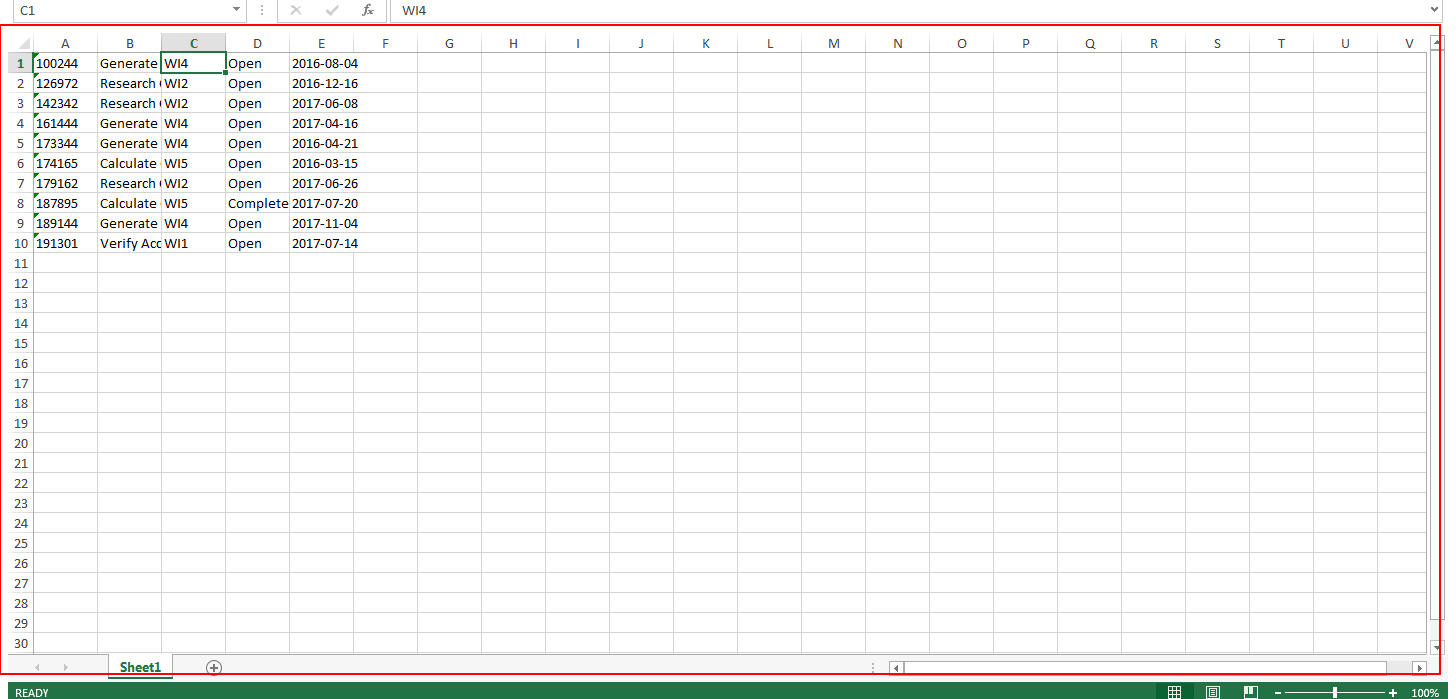 C1 fx WI4
A B C D E F G H I J K L M N O P Q R S T U V
1 100244 Generate WI4 Open 2016-08-04
2 126972 Research WI2 Open 2016-12-16
3 142342 Research WI2 Open 2017-06-08
4 161444 Generate WI4 Open 2017-04-16
5 173344 Generate WI4 Open 2016-04-21
6 174165 Calculate WI5 Open 2016-03-15
7 179162 Research WI2 Open 2017-06-26
8 187895 Calculate WI5 Complete 2017-07-20
9 189144 Generate WI4 Open 2017-11-04
10 191301 Verify Acc WI1 Open 2017-07-14
11
12
13
14
15
16
17
18
19
20
21
22
23
24
25
26
27
28
29
30
Sheet1
READY 100%